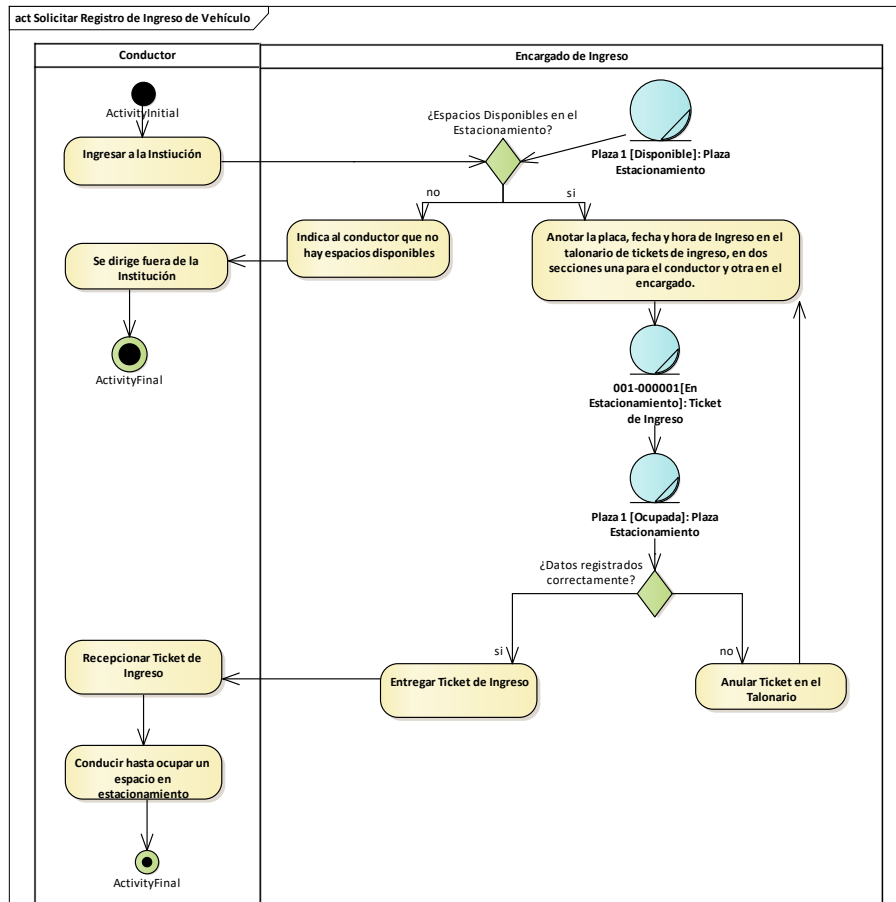 act Solicitar Registro de Ingreso de Vehículo
Conductor
Encargado de Ingreso
ActivityInitial
Ingresar a la Instiución
¿Espacios Disponibles en el
Estacionamiento?
Plaza 1 [Disponible]: Plaza
Estacionamiento
no
si
Indica al conductor que no
hay espacios disponibles
Anotar la placa, fecha y hora de Ingreso en el
talonario de tickets de ingreso, en dos
secciones una para el conductor y otra en el
encargado.
Se dirige fuera de la
Institución
ActivityFinal
001-000001[En
Estacionamiento]: Ticket
de Ingreso
Plaza 1 [Ocupada]: Plaza
Estacionamiento
¿Datos registrados
correctamente?
si
no
Recepcionar Ticket de
Ingreso
Entregar Ticket de Ingreso
Anular Ticket en el
Talonario
Conducir hasta ocupar un
espacio en
estacionamiento
ActivityFinal